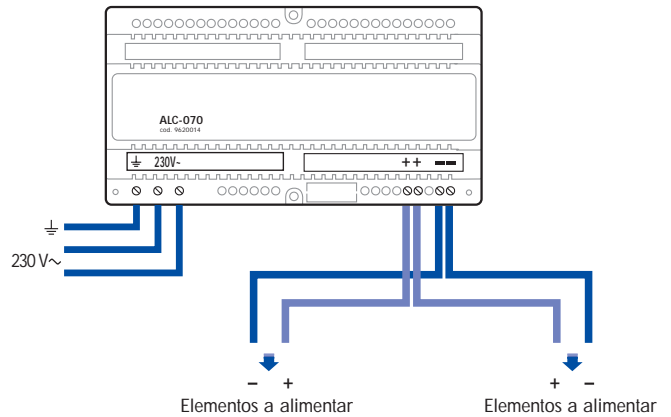 ALC-070
cod. 9620014
⏚ 230V~ ++ ━━
⏚
230 V~
− + + −
Elementos a alimentar Elementos a alimentar